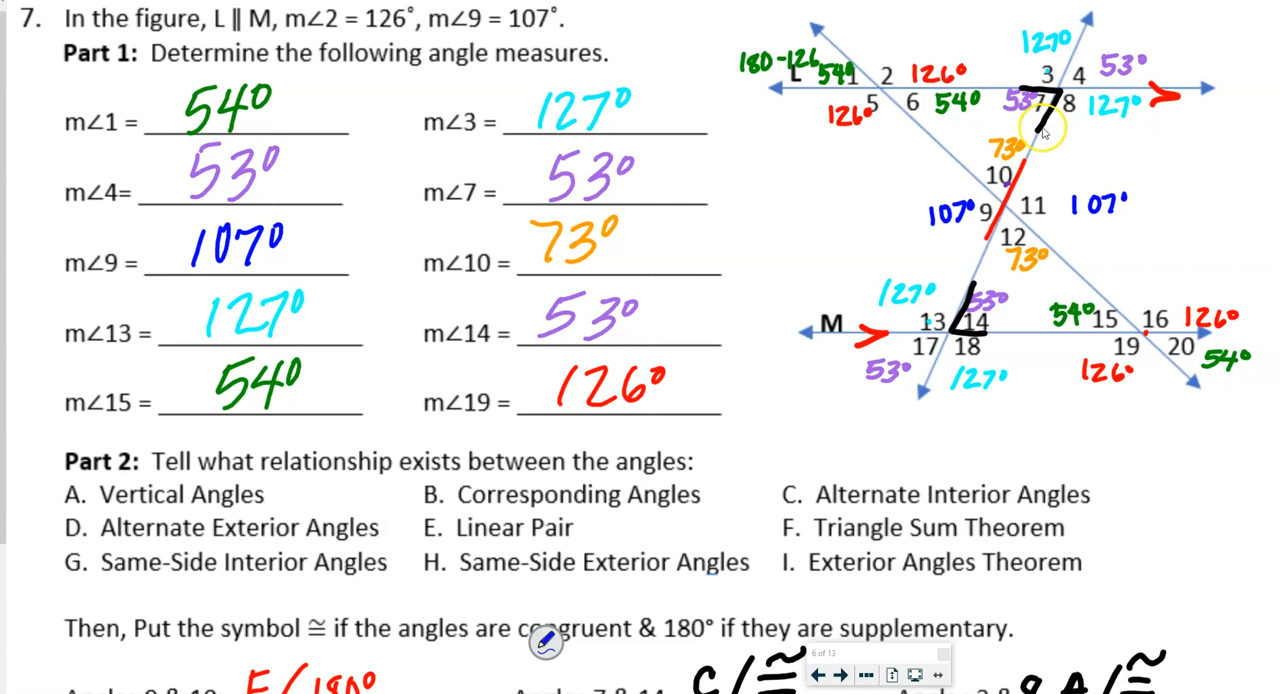 7. In the figure, L ∥ M, m∠2 = 126°, m∠9 = 107°.
Part 1: Determine the following angle measures.
m∠1 = 54°
m∠3 = 127°
m∠4= 53°
m∠7 = 53°
m∠9 = 107°
m∠10 = 73°
m∠13 = 127°
m∠14 = 53°
m∠15 = 54°
m∠19 = 126°
127°
180-126
L 54° 1 2 126° 3 4 53°
126° 5 6 54° 53° 7 8 127°
73°
10
107° 9 11 107°
12
73°
127° 53° 54°
M 13 14 15 16 126°
17 18 19 20 54°
53° 127° 126°
Part 2: Tell what relationship exists between the angles:
A. Vertical Angles B. Corresponding Angles C. Alternate Interior Angles
D. Alternate Exterior Angles E. Linear Pair F. Triangle Sum Theorem
G. Same-Side Interior Angles H. Same-Side Exterior Angles I. Exterior Angles Theorem
Then, Put the symbol ≅ if the angles are congruent & 180° if they are supplementary.
6 of 13
E/180° C/≅ A/≅